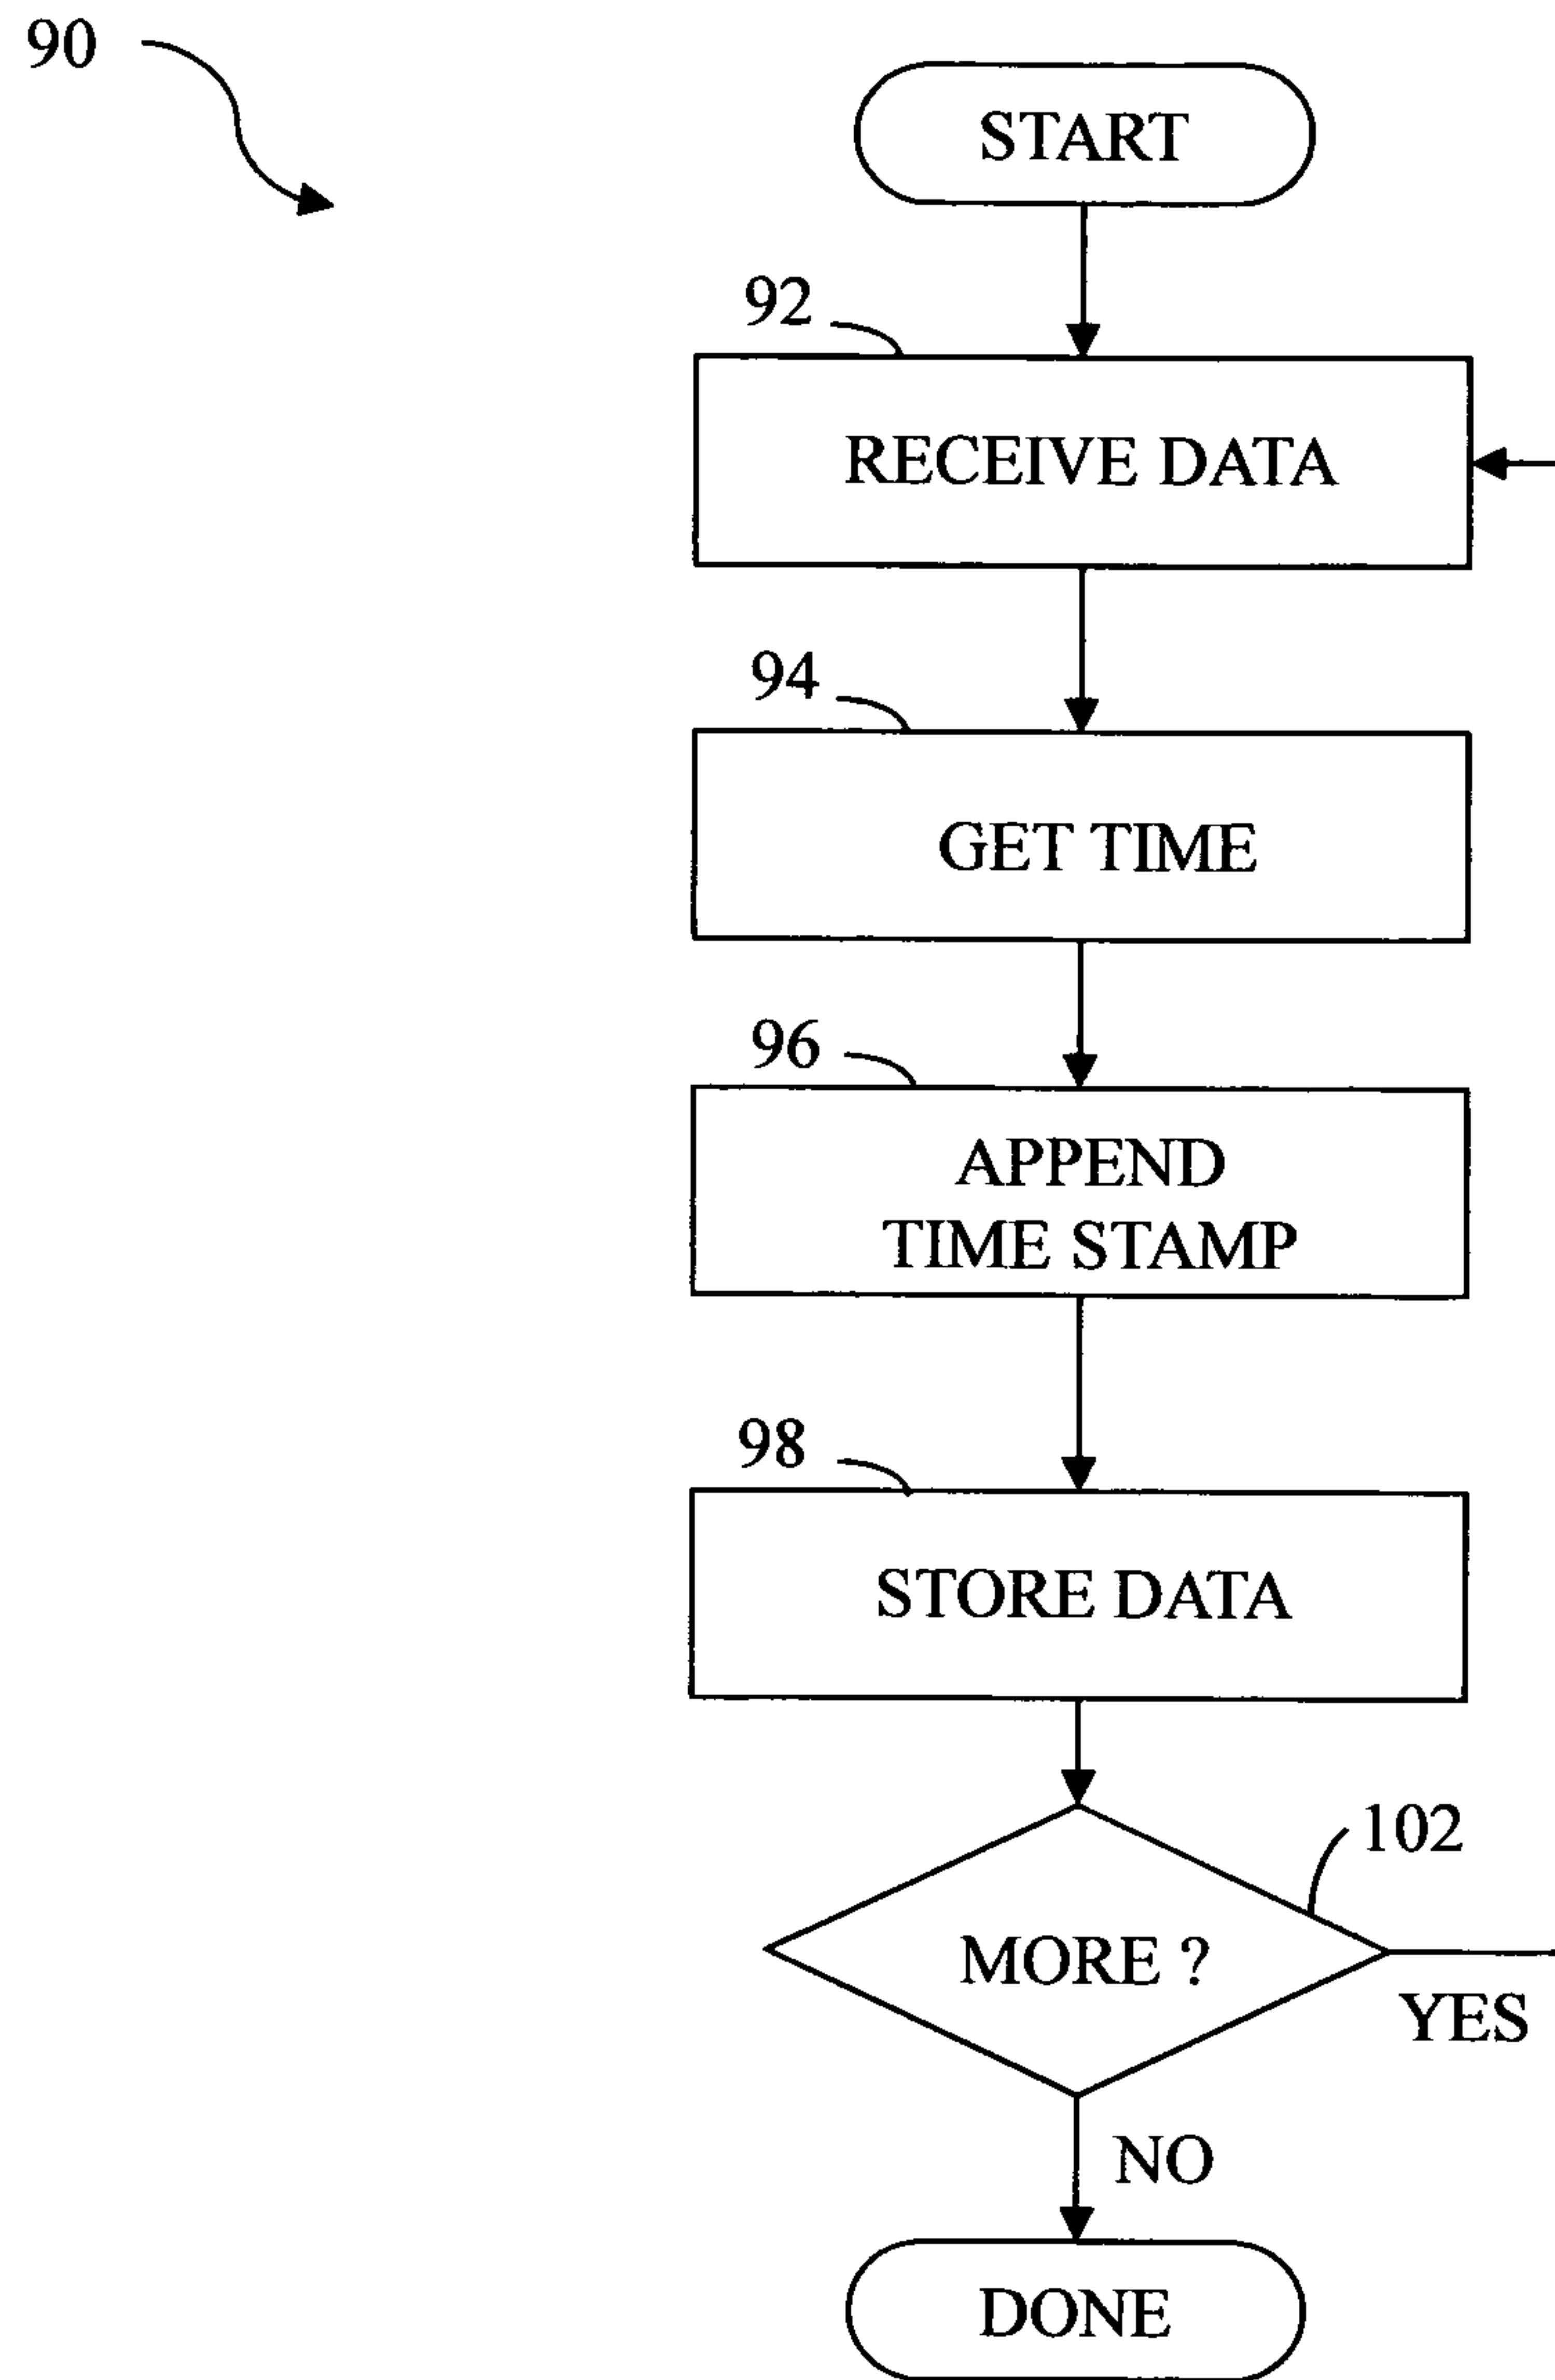 90
START
92
RECEIVE DATA
94
GET TIME
96
APPEND
TIME STAMP
98
STORE DATA
102
MORE ?
YES
NO
DONE